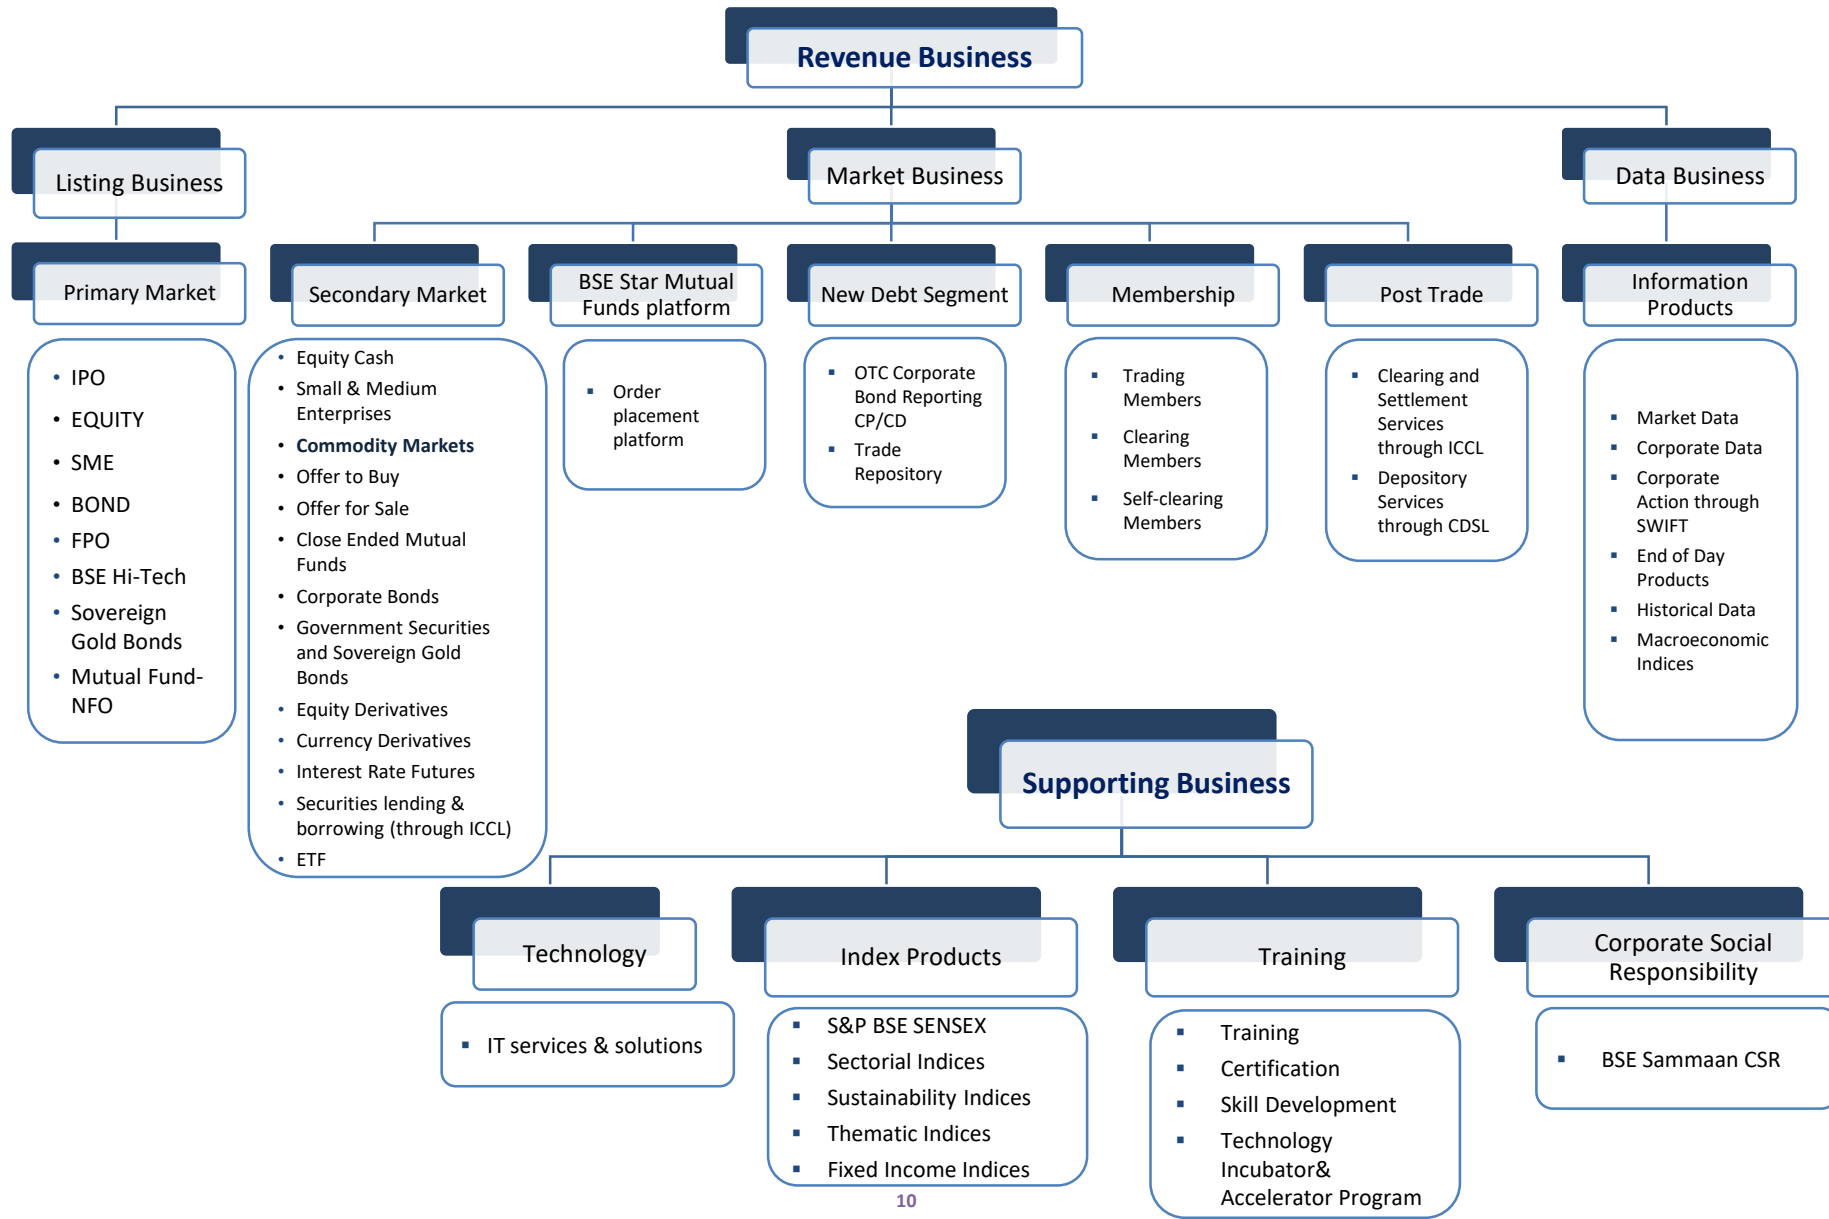 Revenue Business
Listing Business
Market Business
Data Business
Primary Market
Secondary Market
BSE Star Mutual
Funds platform
New Debt Segment
Membership
Post Trade
Information
Products
• IPO
• EQUITY
• SME
• BOND
• FPO
• BSE Hi-Tech
• Sovereign
Gold Bonds
• Mutual Fund-
NFO
• Equity Cash
• Small & Medium
Enterprises
• Commodity Markets
• Offer to Buy
• Offer for Sale
• Close Ended Mutual
Funds
• Corporate Bonds
• Government Securities
and Sovereign Gold
Bonds
• Equity Derivatives
• Currency Derivatives
• Interest Rate Futures
• Securities lending &
borrowing (through ICCL)
• ETF
▪ Order
placement
platform
▪ OTC Corporate
Bond Reporting
CP/CD
▪ Trade
Repository
▪ Trading
Members
▪ Clearing
Members
▪ Self-clearing
Members
▪ Clearing and
Settlement
Services
through ICCL
▪ Depository
Services
through CDSL
▪ Market Data
▪ Corporate Data
▪ Corporate
Action through
SWIFT
▪ End of Day
Products
▪ Historical Data
▪ Macroeconomic
Indices
Supporting Business
Technology
Index Products
Training
Corporate Social
Responsibility
▪ IT services & solutions
▪ S&P BSE SENSEX
▪ Sectorial Indices
▪ Sustainability Indices
▪ Thematic Indices
▪ Fixed Income Indices
▪ Training
▪ Certification
▪ Skill Development
▪ Technology
Incubator&
Accelerator Program
▪ BSE Sammaan CSR
10